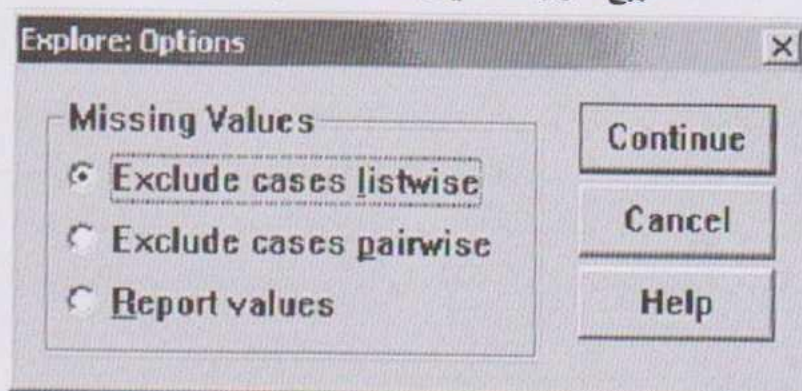 Explore: Options
Missing Values
Exclude cases listwise
Exclude cases pairwise
Report values
Continue
Cancel
Help